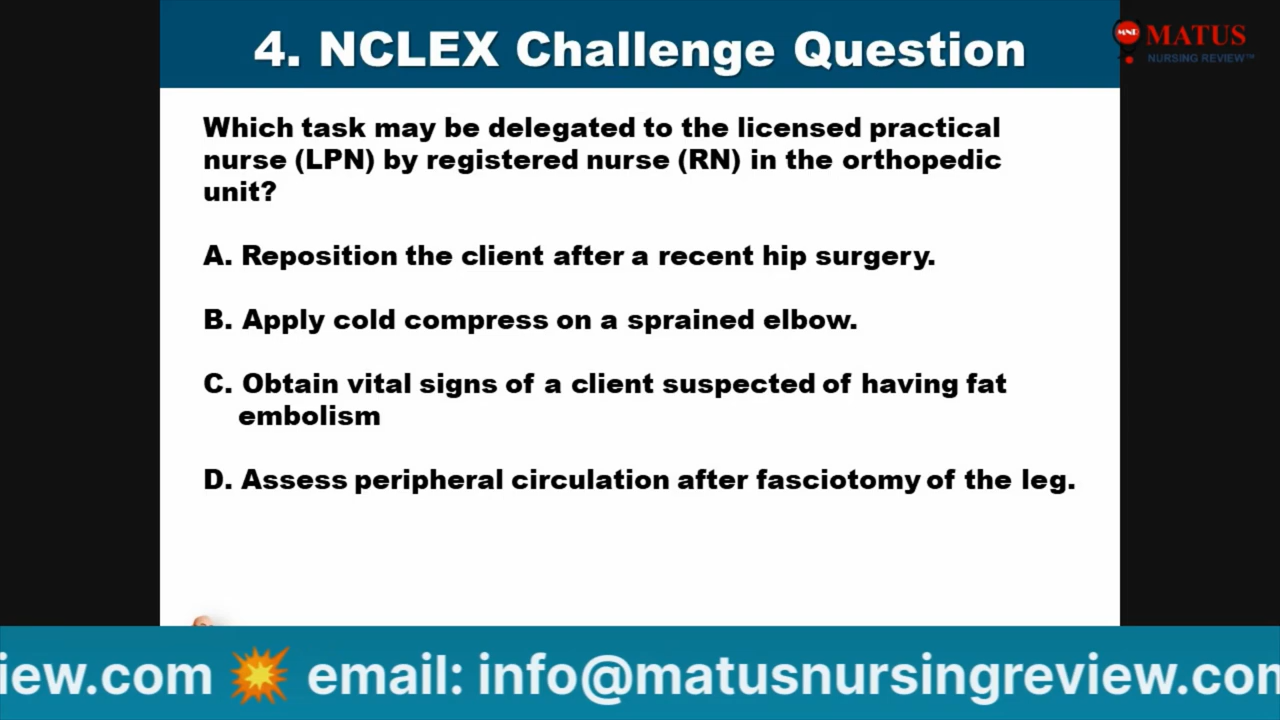 4. NCLEX Challenge Question
MNR
MATUS
NURSING REVIEW™
Which task may be delegated to the licensed practical
nurse (LPN) by registered nurse (RN) in the orthopedic
unit?
A. Reposition the client after a recent hip surgery.
B. Apply cold compress on a sprained elbow.
C. Obtain vital signs of a client suspected of having fat
embolism
D. Assess peripheral circulation after fasciotomy of the leg.
iew.com 💥 email: info@matusnursingreview.com